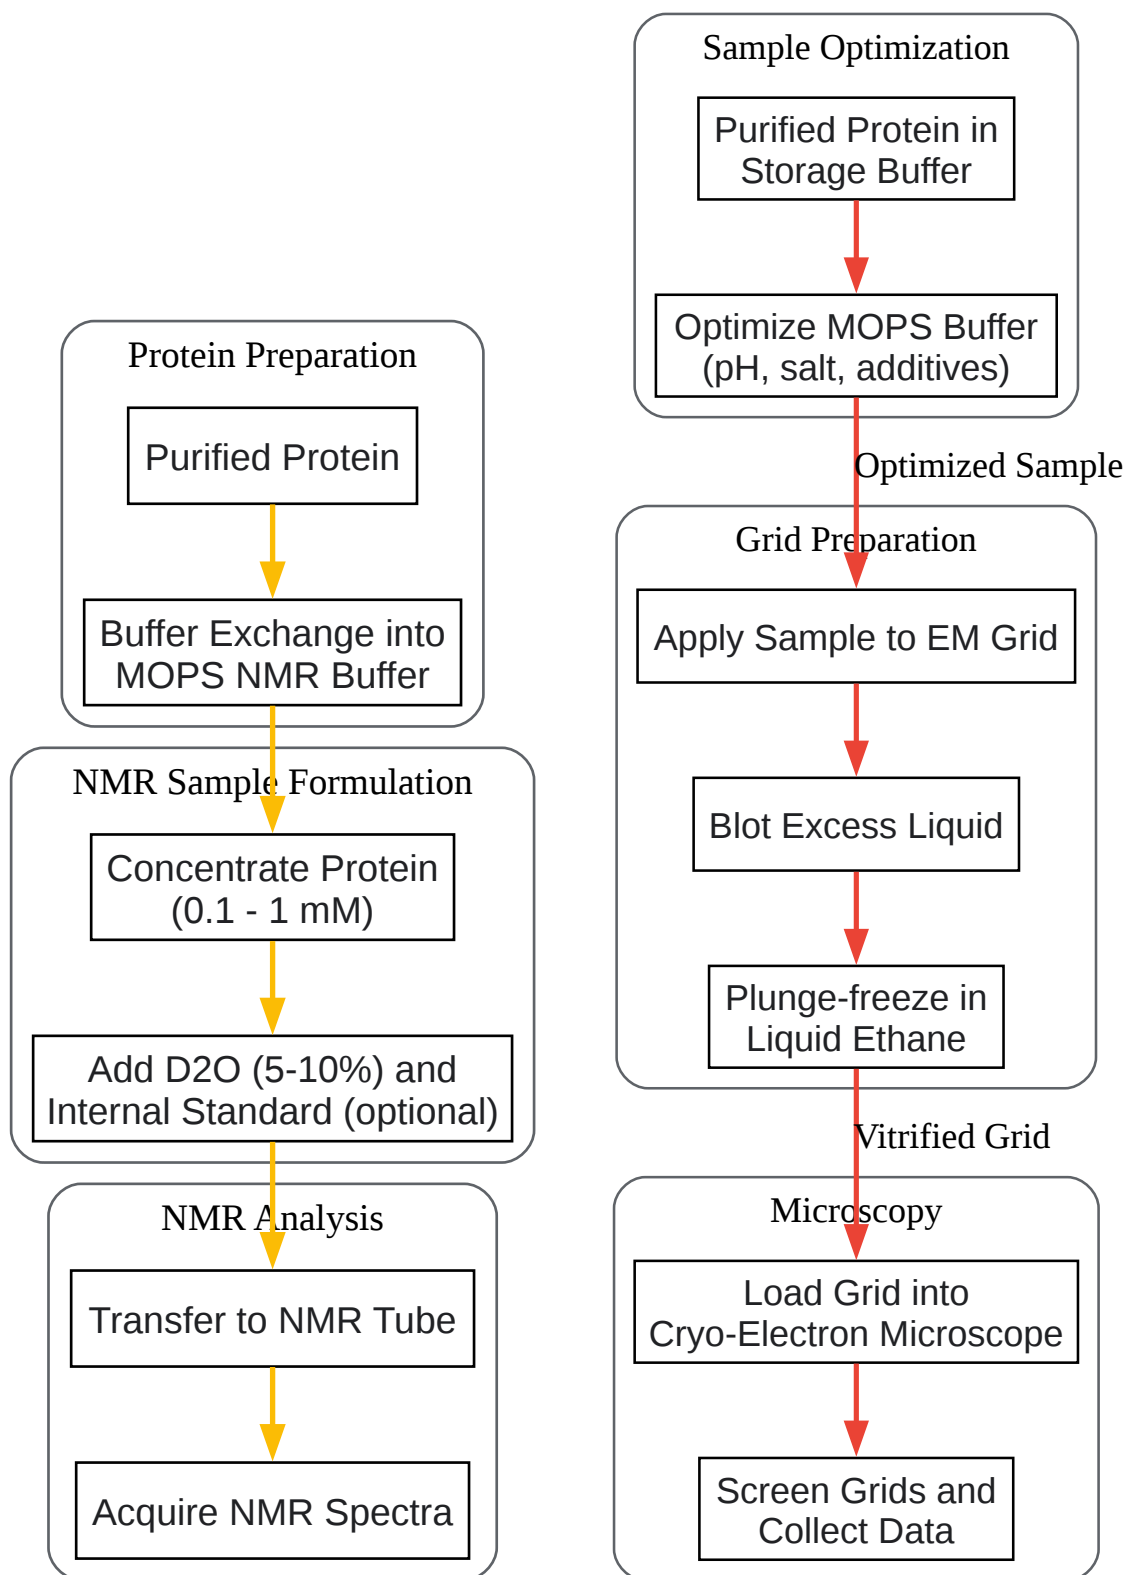 Protein Preparation
Purified Protein
Buffer Exchange into
MOPS NMR Buffer
NMR Sample Formulation
Concentrate Protein
(0.1 - 1 mM)
Add D2O (5-10%) and
Internal Standard (optional)
NMR Analysis
Transfer to NMR Tube
Acquire NMR Spectra
Sample Optimization
Purified Protein in
Storage Buffer
Optimize MOPS Buffer
(pH, salt, additives)
Optimized Sample
Grid Preparation
Apply Sample to EM Grid
Blot Excess Liquid
Plunge-freeze in
Liquid Ethane
Vitrified Grid
Microscopy
Load Grid into
Cryo-Electron Microscope
Screen Grids and
Collect Data